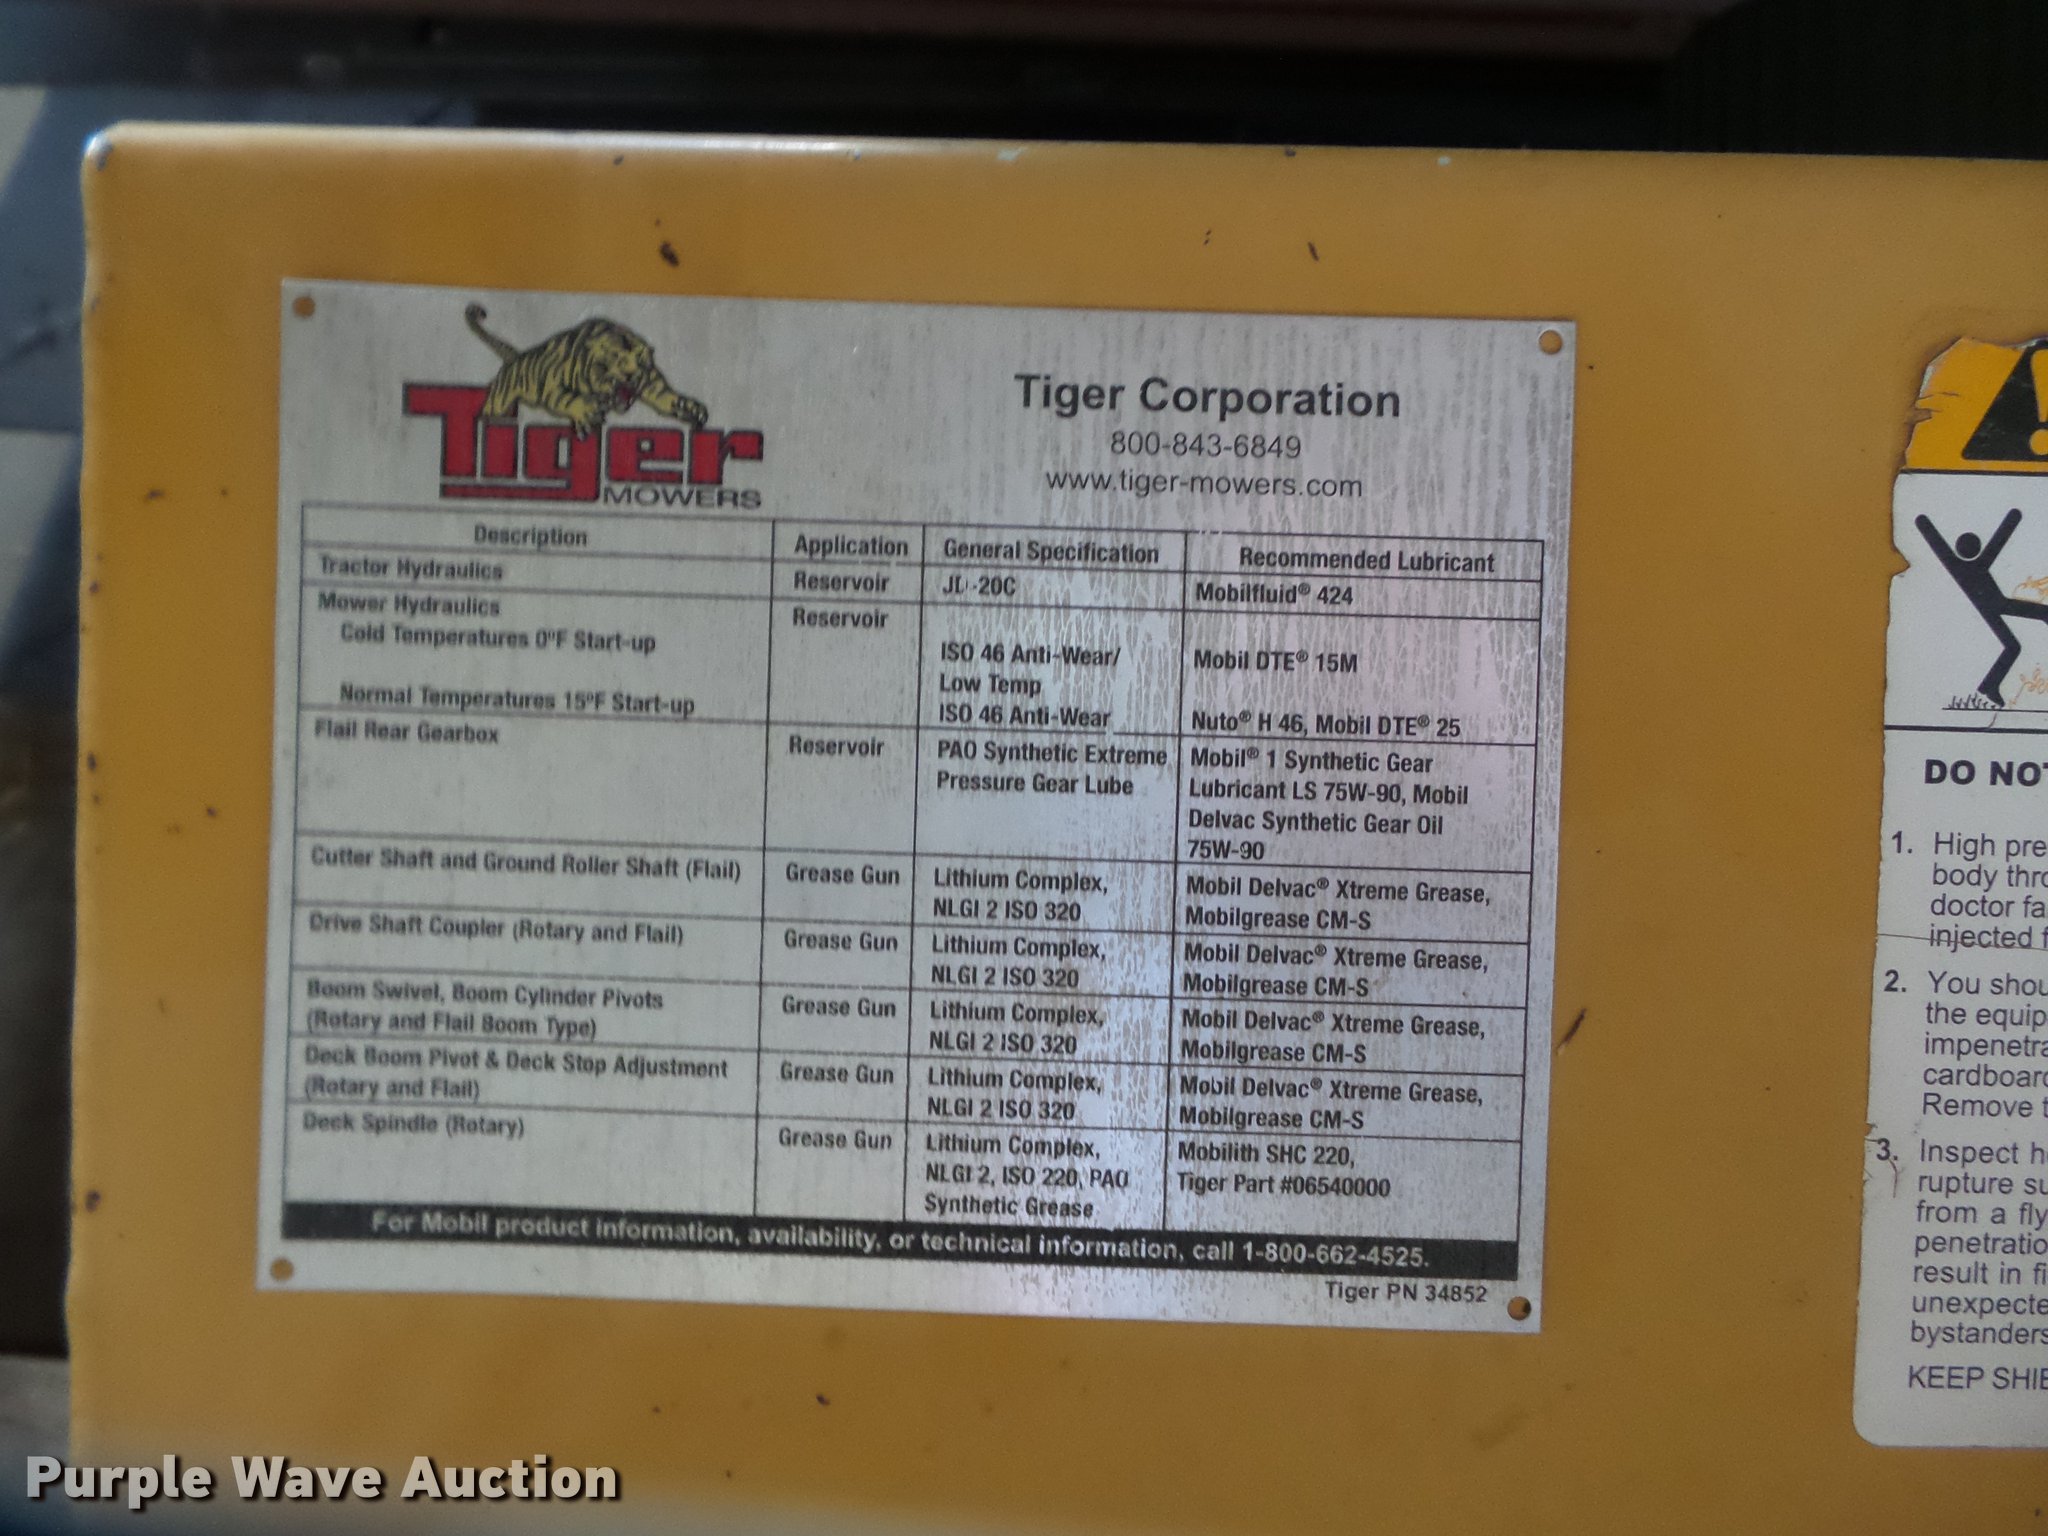 Tiger
MOWERS
Tiger Corporation
800-843-6849
www.tiger-mowers.com
Description Application General Specification Recommended Lubricant
Tractor Hydraulics Reservoir JD-20C Mobilfluid® 424
Mower Hydraulics Reservoir
Cold Temperatures 0°F Start-up ISO 46 Anti-Wear/ Mobil DTE® 15M
Low Temp
Normal Temperatures 15°F Start-up ISO 46 Anti-Wear Nuto® H 46, Mobil DTE® 25
Flail Rear Gearbox Reservoir PAO Synthetic Extreme Mobil® 1 Synthetic Gear
Pressure Gear Lube Lubricant LS 75W-90, Mobil
Delvac Synthetic Gear Oil
75W-90
Cutter Shaft and Ground Roller Shaft (Flail) Grease Gun Lithium Complex, Mobil Delvac® Xtreme Grease,
NLGI 2 ISO 320 Mobilgrease CM-S
Drive Shaft Coupler (Rotary and Flail) Grease Gun Lithium Complex, Mobil Delvac® Xtreme Grease,
NLGI 2 ISO 320 Mobilgrease CM-S
Boom Swivel, Boom Cylinder Pivots Grease Gun Lithium Complex, Mobil Delvac® Xtreme Grease,
(Rotary and Flail Boom Type) NLGI 2 ISO 320 Mobilgrease CM-S
Deck Boom Pivot & Deck Stop Adjustment Grease Gun Lithium Complex, Mobil Delvac® Xtreme Grease,
(Rotary and Flail) NLGI 2 ISO 320 Mobilgrease CM-S
Deck Spindle (Rotary) Grease Gun Lithium Complex, Mobilith SHC 220,
NLGI 2, ISO 220, PAO Tiger Part #06540000
Synthetic Grease
For Mobil product information, availability, or technical information, call 1-800-662-4525.
Tiger PN 34852
DO NO
1. High pre
body thr
doctor fa
injected f
2. You shou
the equip
impenetra
cardboar
Remove t
3. Inspect h
rupture su
from a fly
penetratio
result in fi
unexpecte
bystanders
KEEP SHI
Purple Wave Auction